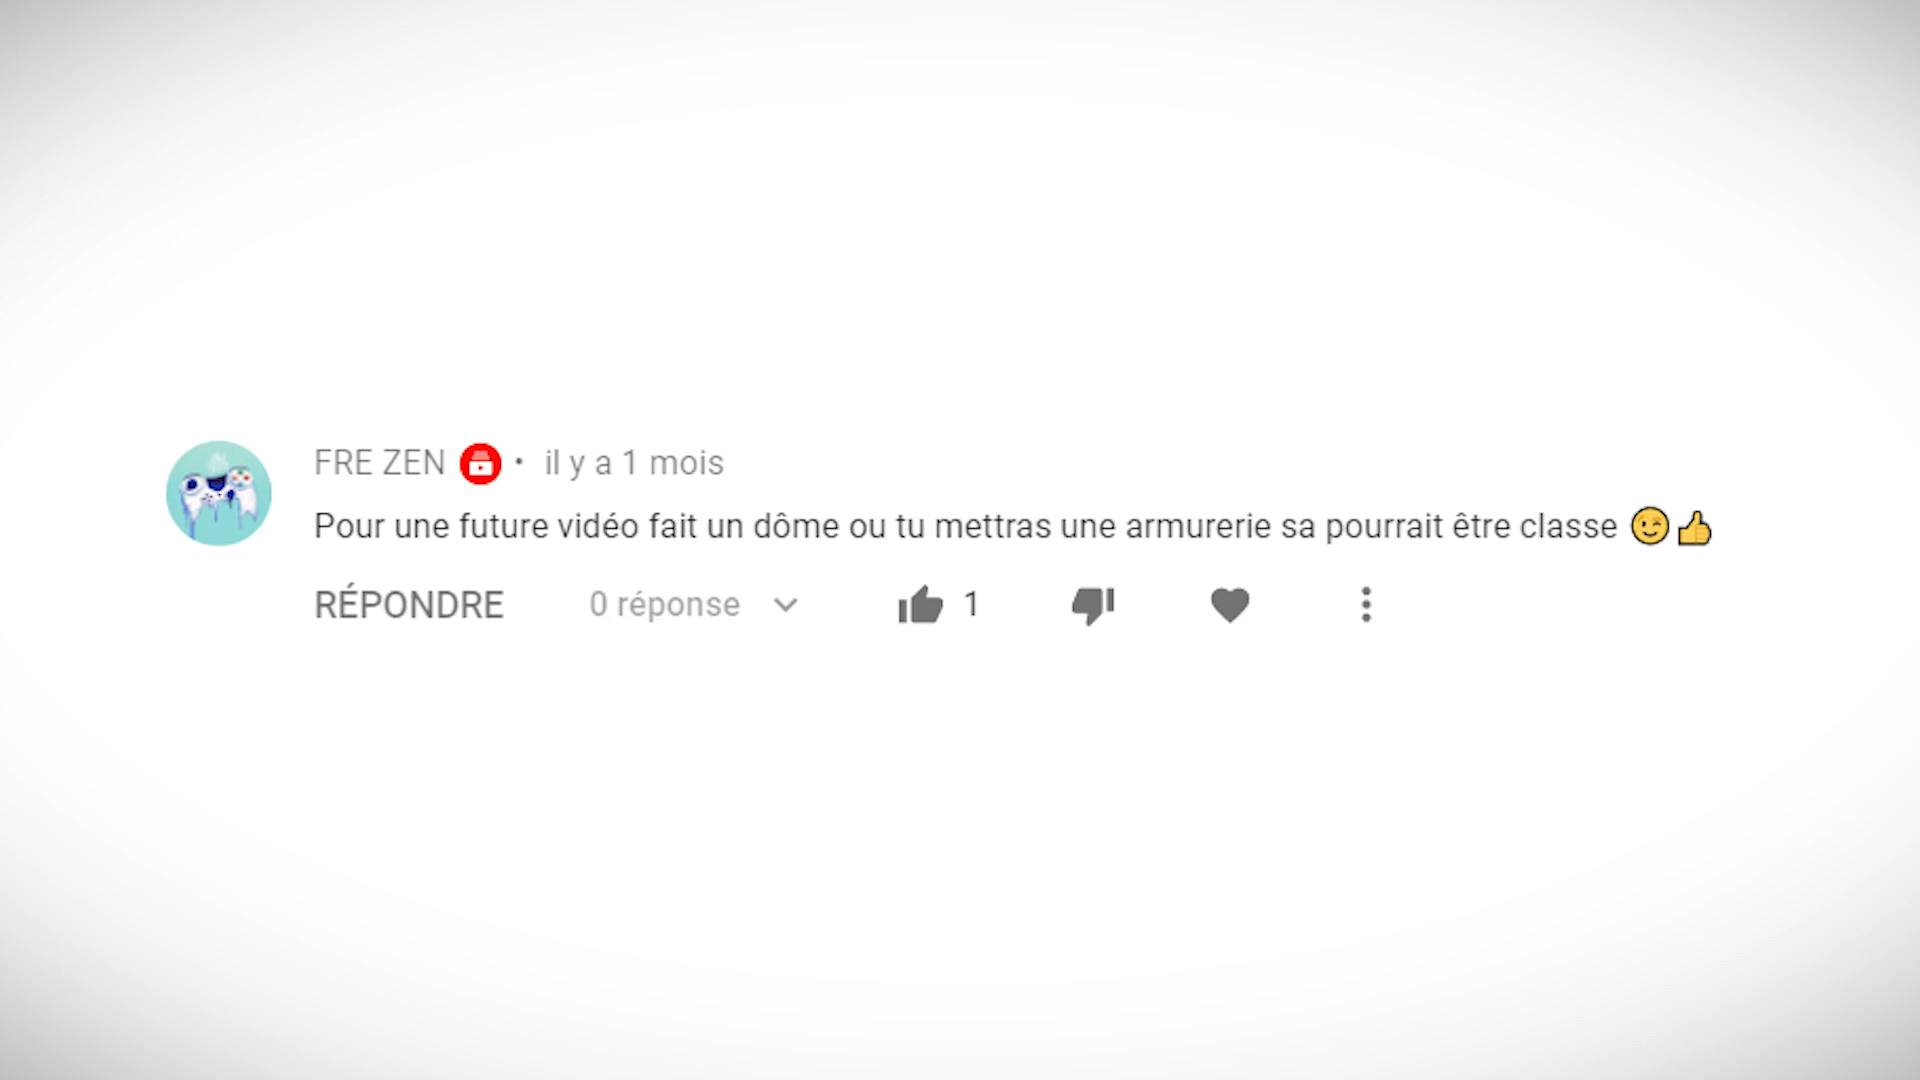 FRE ZEN • il y a 1 mois
Pour une future vidéo fait un dôme ou tu mettras une armurerie sa pourrait être classe 😉👍
RÉPONDRE 0 réponse 1